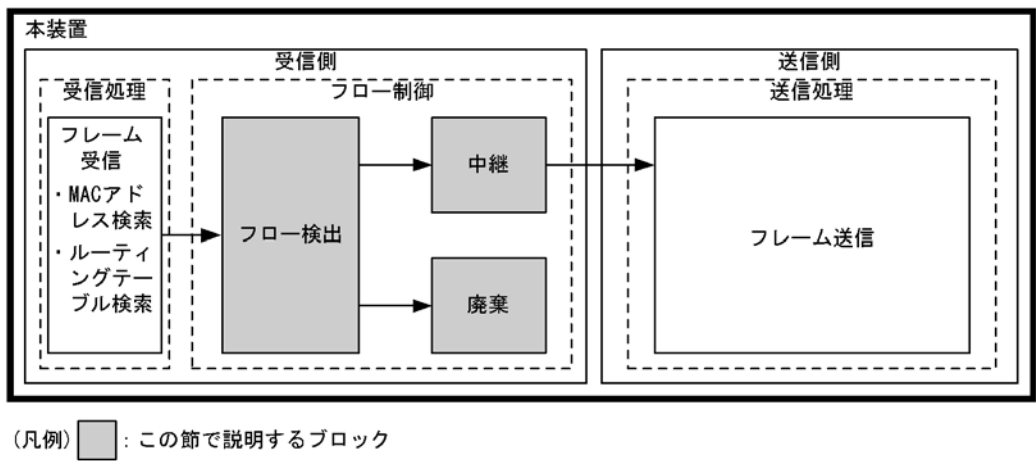 本装置
受信側
送信側
受信処理
フロー制御
送信処理
フレーム
受信
・MACアド
レス検索
・ルーティ
ングテー
ブル検索
フロー検出
中継
廃棄
フレーム送信
(凡例) : この節で説明するブロック